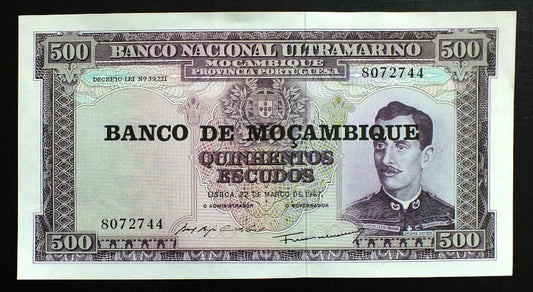 500 BANCO NACIONAL ULTRAMARINO 500
MOÇAMBIQUE
PROVINCIA PORTUGUESA
DECRETO-LEI Nº 39.221
8072744
BANCO DE MOÇAMBIQUE
QUINHENTOS
ESCUDOS
LISBOA, 22 DE MARÇO DE 1967
O ADMINISTRADOR O GOVERNADOR
8072744
500 500